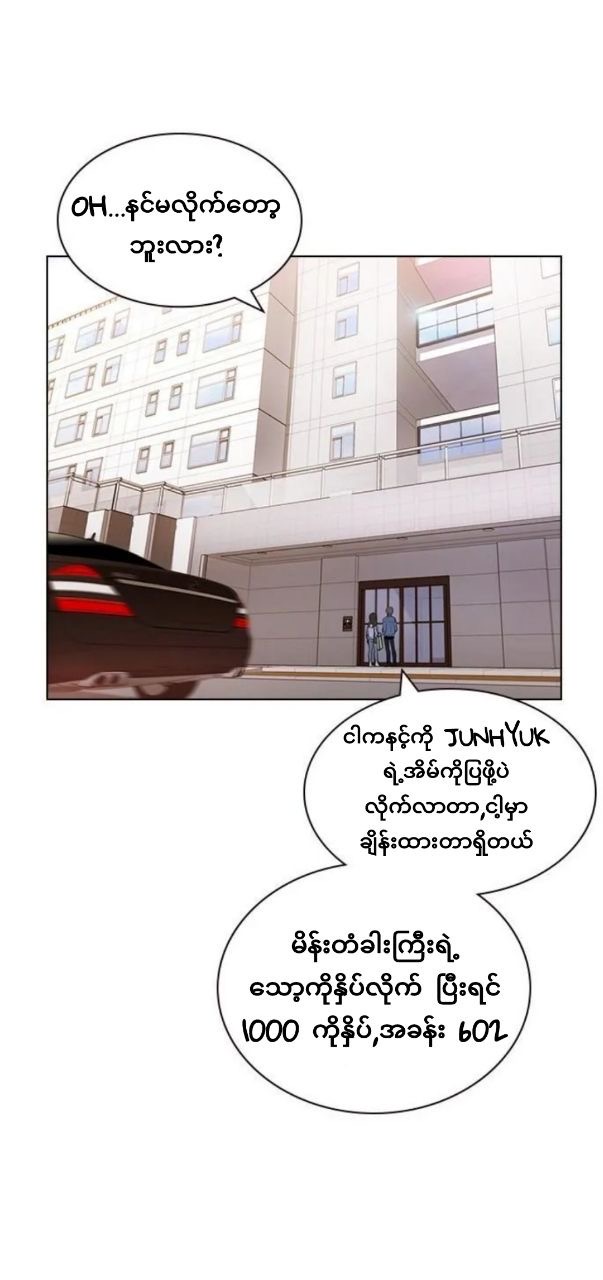 OH...နင်မလိုက်တော့
ဘူးလား?
ငါကနင့်ကို JUNHYUK
ရဲ့အိမ်ကိုပြဖို့ပဲ
လိုက်လာတာ,ငါ့မှာ
ချိန်းထားတာရှိတယ်
မိန်းတံခါးကြီးရဲ့
သော့ကိုနှိပ်လိုက် ပြီးရင်
1000 ကိုနှိပ်,အခန်း 602